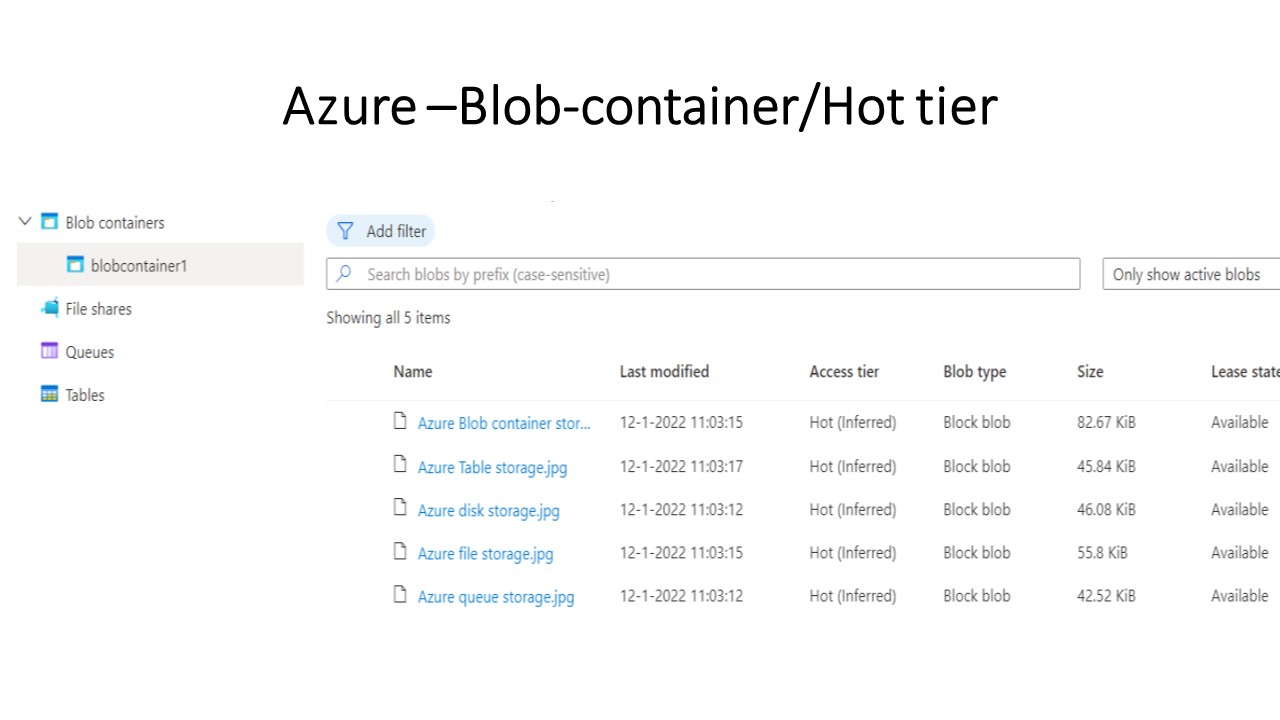 Azure –Blob-container/Hot tier
Blob containers
blobcontainer1
File shares
Queues
Tables
Add filter
Search blobs by prefix (case-sensitive)
Only show active blobs
Showing all 5 items
Name Last modified Access tier Blob type Size Lease state
Azure Blob container stor... 12-1-2022 11:03:15 Hot (Inferred) Block blob 82.67 KiB Available
Azure Table storage.jpg 12-1-2022 11:03:17 Hot (Inferred) Block blob 45.84 KiB Available
Azure disk storage.jpg 12-1-2022 11:03:12 Hot (Inferred) Block blob 46.08 KiB Available
Azure file storage.jpg 12-1-2022 11:03:15 Hot (Inferred) Block blob 55.8 KiB Available
Azure queue storage.jpg 12-1-2022 11:03:12 Hot (Inferred) Block blob 42.52 KiB Available